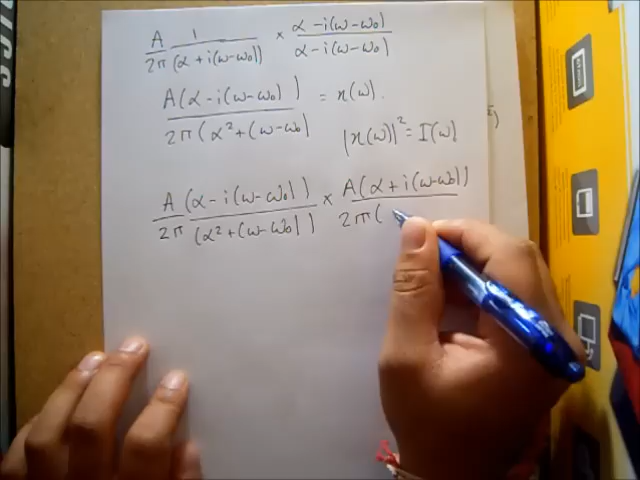 A/2π 1/(α + i(ω-ω₀)) × α - i(ω-ω₀)/α - i(ω-ω₀)
A(α - i(ω-ω₀))/2π(α² + (ω-ω₀) = x(ω).
|x(ω)|² = I(ω)
A/2π (α - i(ω-ω₀))/(α² + (ω-ω₀)) × A(α + i(ω-ω₀))/2π(